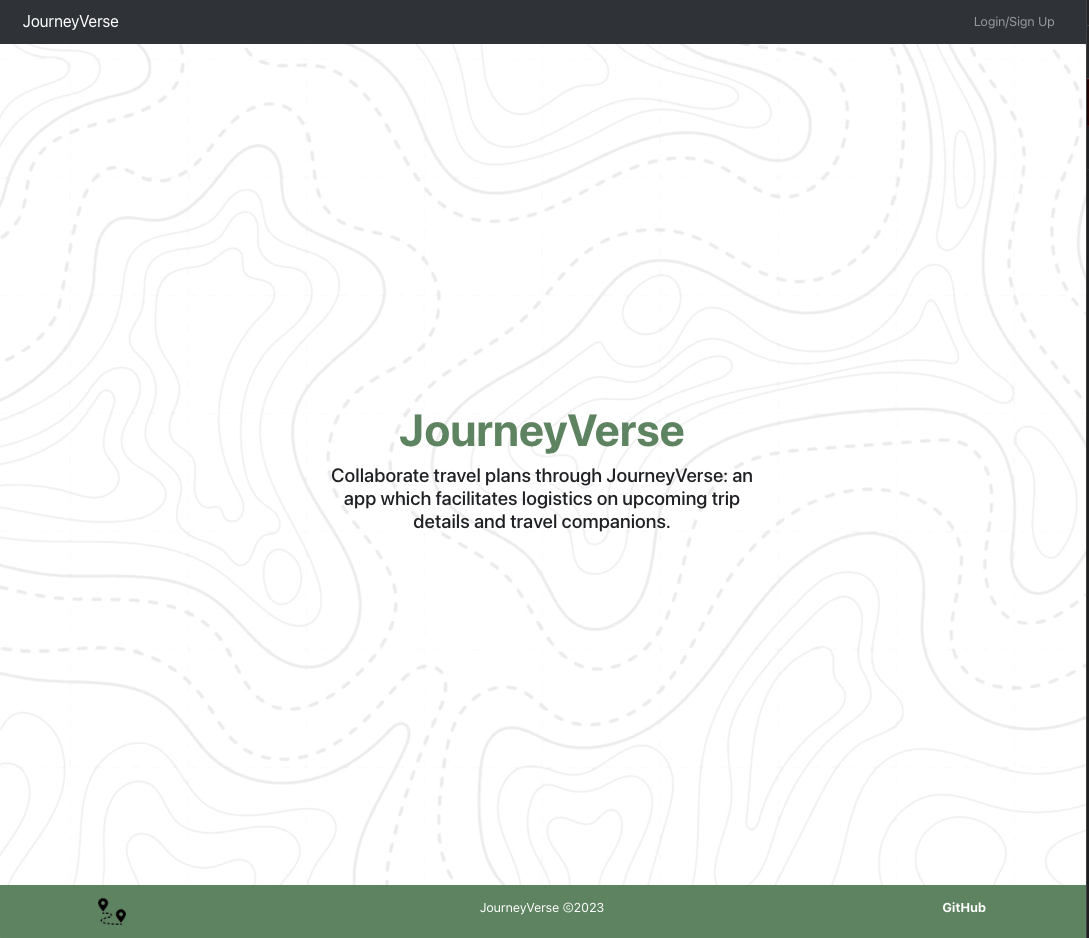 JourneyVerse
Login/Sign Up
JourneyVerse
Collaborate travel plans through JourneyVerse: an
app which facilitates logistics on upcoming trip
details and travel companions.
JourneyVerse ©2023
GitHub